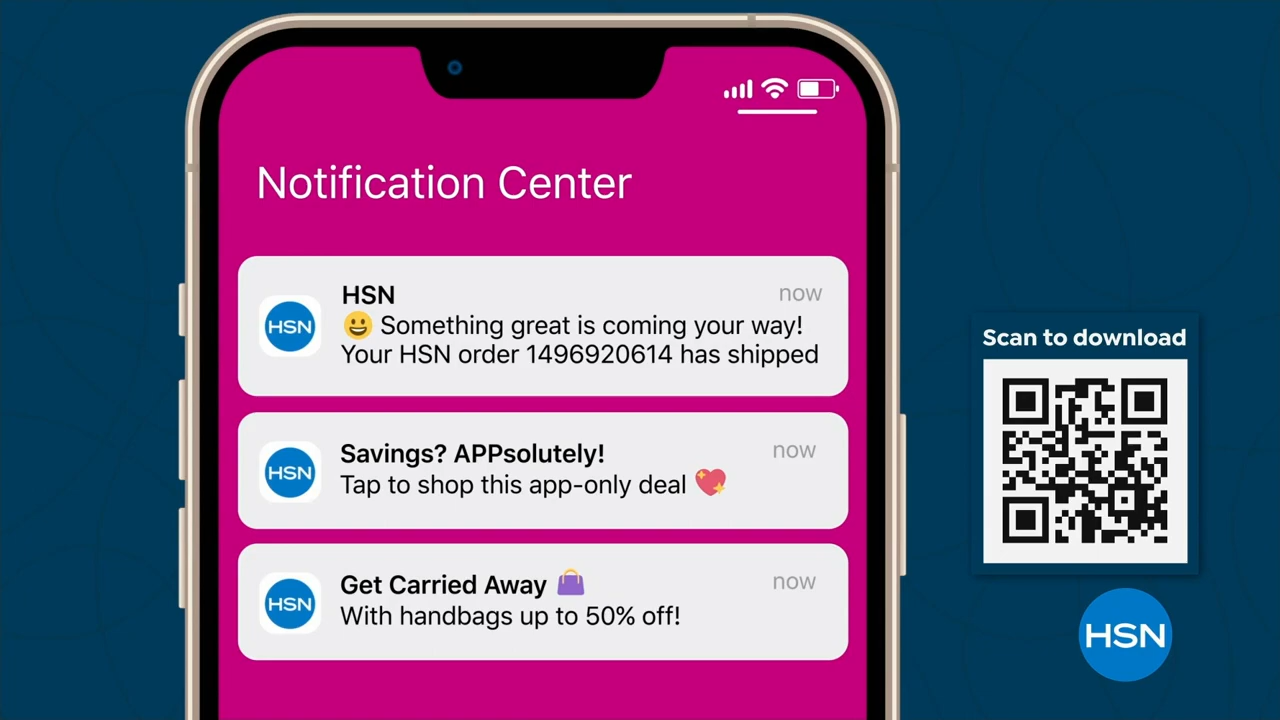 Notification Center
HSN
now
😀 Something great is coming your way!
Your HSN order 1496920614 has shipped
HSN
Savings? APPsolutely!
now
Tap to shop this app-only deal 💖
HSN
Get Carried Away 👜
now
With handbags up to 50% off!
HSN
Scan to download
HSN